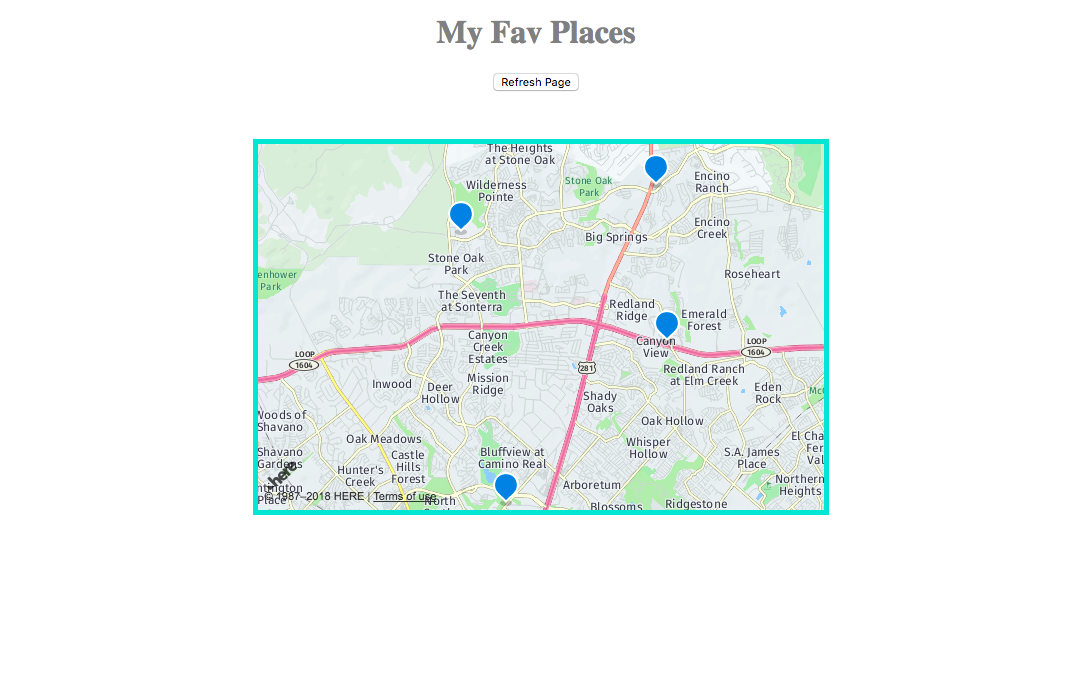 My Fav Places
Refresh Page
The Heights
at Stone Oak
Wilderness
Pointe
Stone Oak
Park
Encino
Ranch
Encino
Creek
Big Springs
Stone Oak
Park
Roseheart
enhower
Park
The Seventh
at Sonterra
Redland
Ridge
Emerald
Forest
Canyon
Creek
Estates
Canyon
View
LOOP
1604
LOOP
1604
281
Redland Ranch
at Elm Creek
Inwood
Deer
Hollow
Mission
Ridge
Eden
Rock
Mc
Shady
Oaks
Woods of
Shavano
Oak Hollow
Oak Meadows
Whisper
Hollow
El Cha
Fer
Val
Shavano
Gardens
Castle
Hills
Forest
Bluffview at
Camino Real
S.A. James
Place
Hunter's
Creek
here
Arboretum
Northern
Heights
ntington
Place
© 1987–2018 HERE | Terms of use
North
Blossoms
Ridgestone